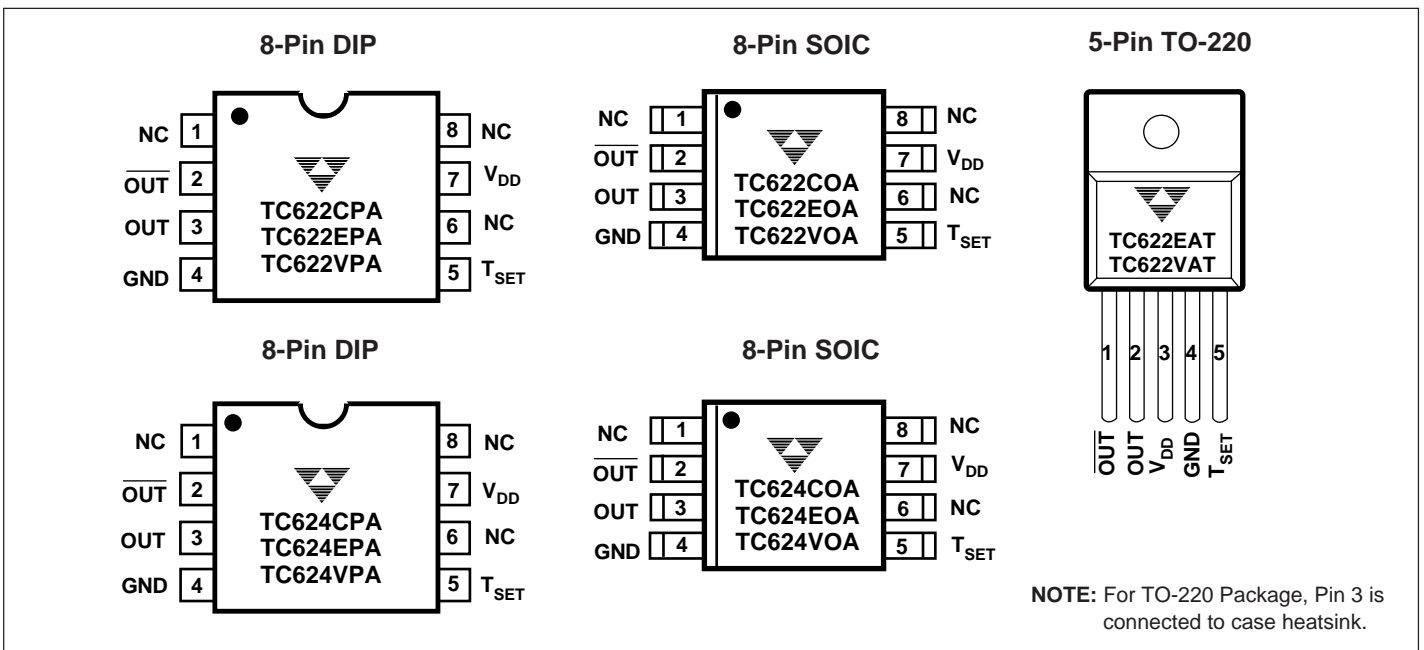 8-Pin DIP
NC 1
OUT 2
OUT 3
GND 4
8 NC
7 VDD
6 NC
5 TSET
TC622CPA
TC622EPA
TC622VPA
8-Pin SOIC
NC 1
OUT 2
OUT 3
GND 4
8 NC
7 VDD
6 NC
5 TSET
TC622COA
TC622EOA
TC622VOA
5-Pin TO-220
TC622EAT
TC622VAT
1 2 3 4 5
OUT
OUT
VDD
GND
TSET
8-Pin DIP
NC 1
OUT 2
OUT 3
GND 4
8 NC
7 VDD
6 NC
5 TSET
TC624CPA
TC624EPA
TC624VPA
8-Pin SOIC
NC 1
OUT 2
OUT 3
GND 4
8 NC
7 VDD
6 NC
5 TSET
TC624COA
TC624EOA
TC624VOA
NOTE: For TO-220 Package, Pin 3 is
connected to case heatsink.